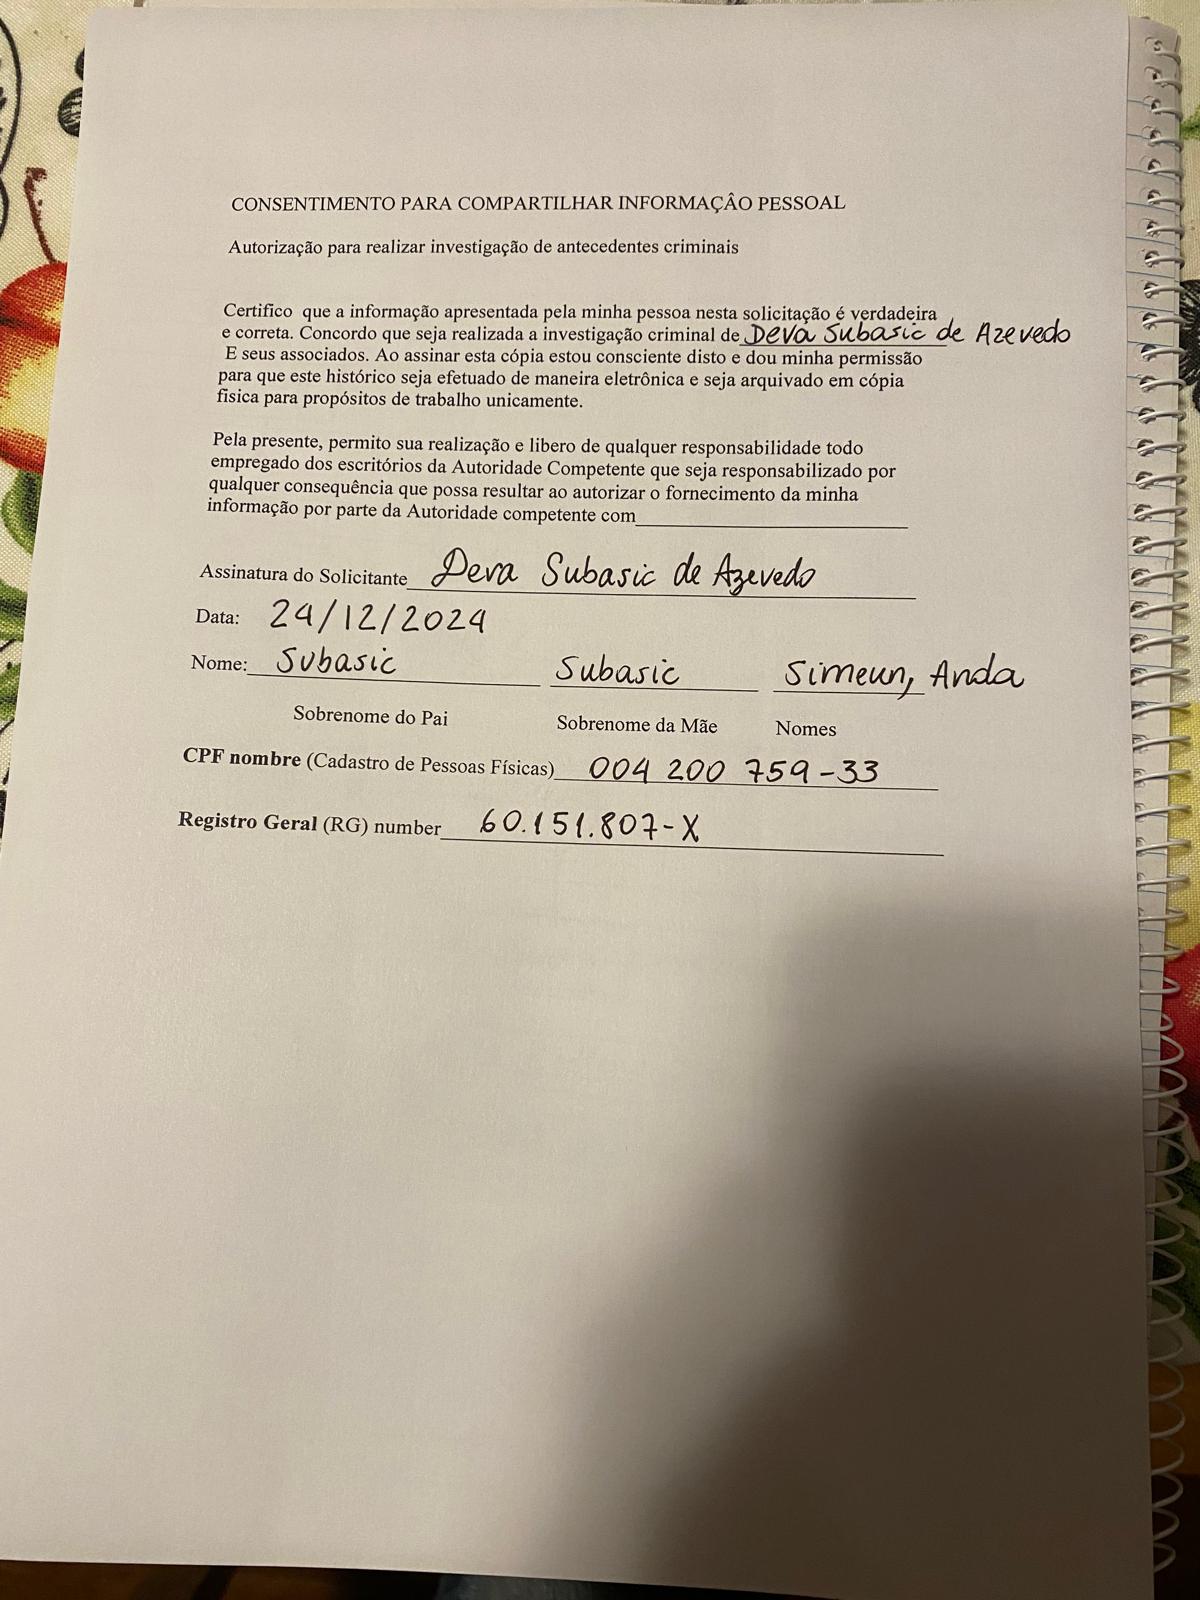 CONSENTIMENTO PARA COMPARTILHAR INFORMAÇÂO PESSOAL
Autorização para realizar investigação de antecedentes criminais
Certifico que a informação apresentada pela minha pessoa nesta solicitação é verdadeira
e correta. Concordo que seja realizada a investigação criminal de Deva Subasic de Azevedo
E seus associados. Ao assinar esta cópia estou consciente disto e dou minha permissão
para que este histórico seja efetuado de maneira eletrônica e seja arquivado em cópia
fisica para propósitos de trabalho unicamente.
Pela presente, permito sua realização e libero de qualquer responsabilidade todo
empregado dos escritórios da Autoridade Competente que seja responsabilizado por
qualquer consequência que possa resultar ao autorizar o fornecimento da minha
informação por parte da Autoridade competente com
Assinatura do Solicitante Deva Subasic de Azevedo
Data: 24/12/2024
Nome: Subasic Subasic Simeun, Anda
Sobrenome do Pai Sobrenome da Mãe Nomes
CPF nombre (Cadastro de Pessoas Físicas) 004 200 759-33
Registro Geral (RG) number 60.151.807-X